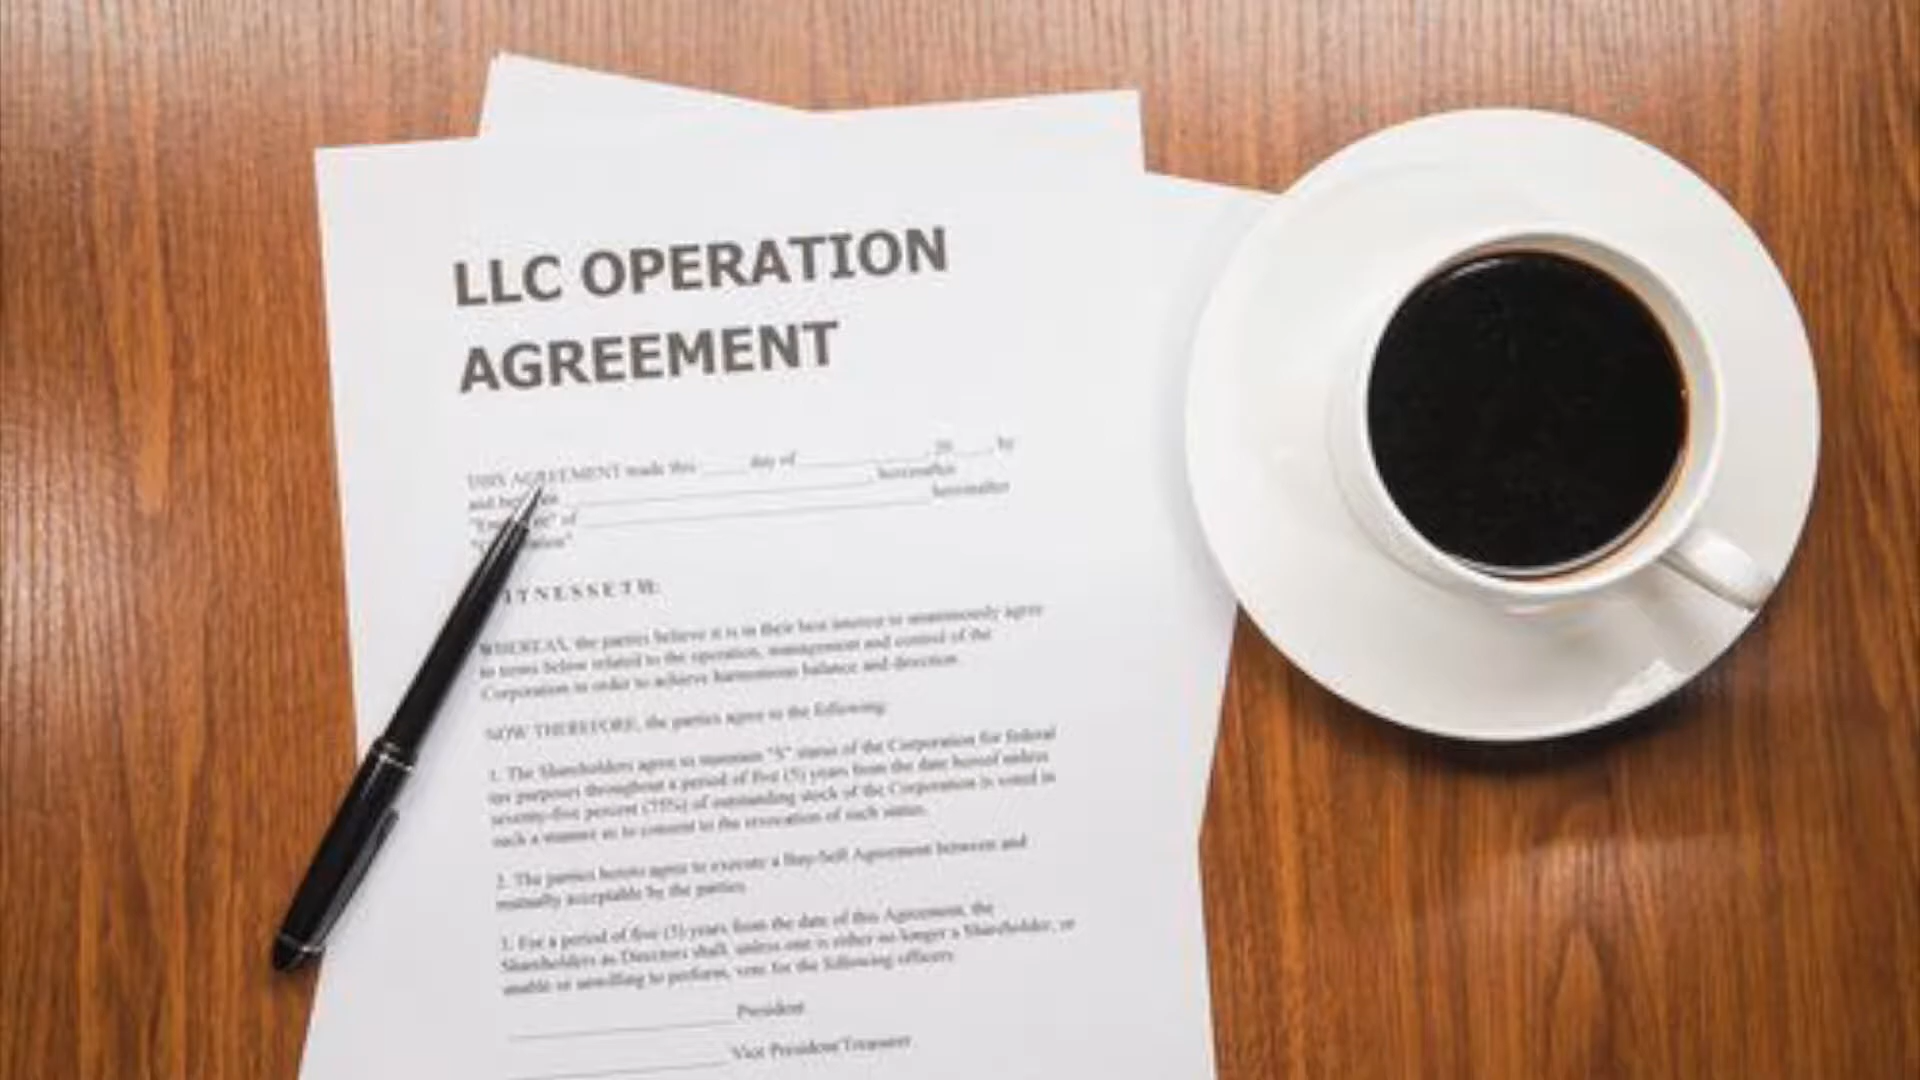 LLC OPERATION
AGREEMENT
THIS AGREEMENT made this ____ day of ____, 20____, by
and between ____, hereinafter
of ____ hereinafter
WITNESSETH:
WHEREAS, the parties believe it is in their best interest to unanimously agree
to terms below related to the operation, management and control of the
Corporation in order to achieve harmonious balance and direction.
NOW THEREFORE, the parties agree to the following:
1. The Shareholders agree to maintain "S" status of the Corporation for federal
tax purposes throughout a period of five (5) years from the date hereof unless
seventy-five percent (75%) of outstanding stock of the Corporation is voted in
such a manner as to consent to the revocation of such status.
2. The parties hereto agree to execute a Buy-Sell Agreement between and
mutually acceptable by the parties.
3. For a period of five (5) years from the date of this Agreement, the
Shareholders as Directors shall, unless one is either no longer a Shareholder, or
unable or unwilling to perform, vote for the following officers:
____ President
____ Vice President/Treasurer